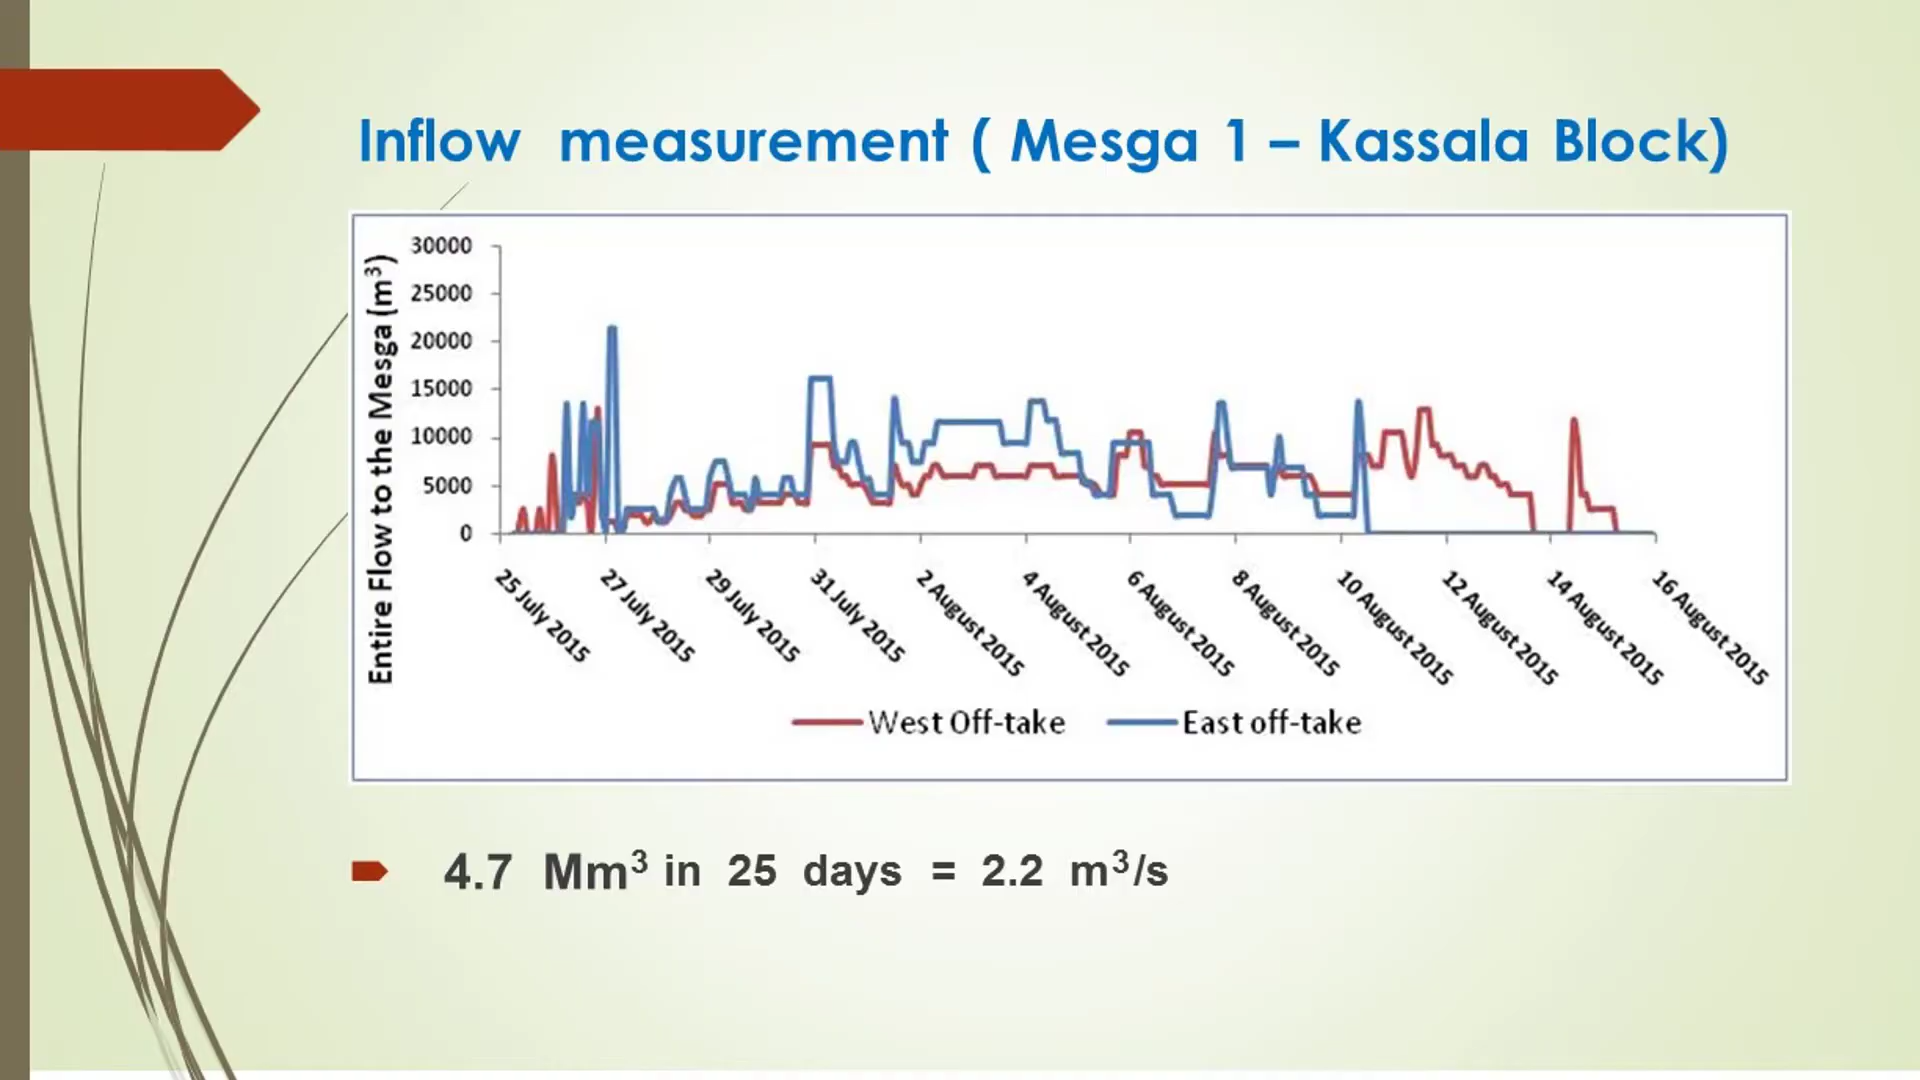 Inflow measurement ( Mesga 1 – Kassala Block)
Entire Flow to the Mesga (m³)
30000
25000
20000
15000
10000
5000
0
25 July 2015
27 July 2015
29 July 2015
31 July 2015
2 August 2015
4 August 2015
6 August 2015
8 August 2015
10 August 2015
12 August 2015
14 August 2015
16 August 2015
West Off-take
East off-take
4.7 Mm³ in 25 days = 2.2 m³/s